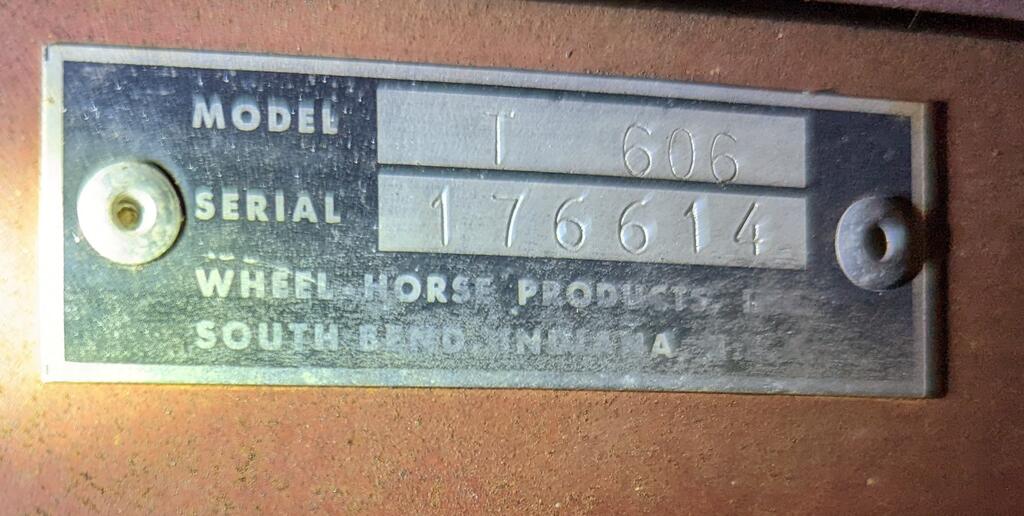 MODEL T 606
SERIAL 176614
WHEEL-HORSE PRODUCTS,
SOUTH BEND, INDIANA